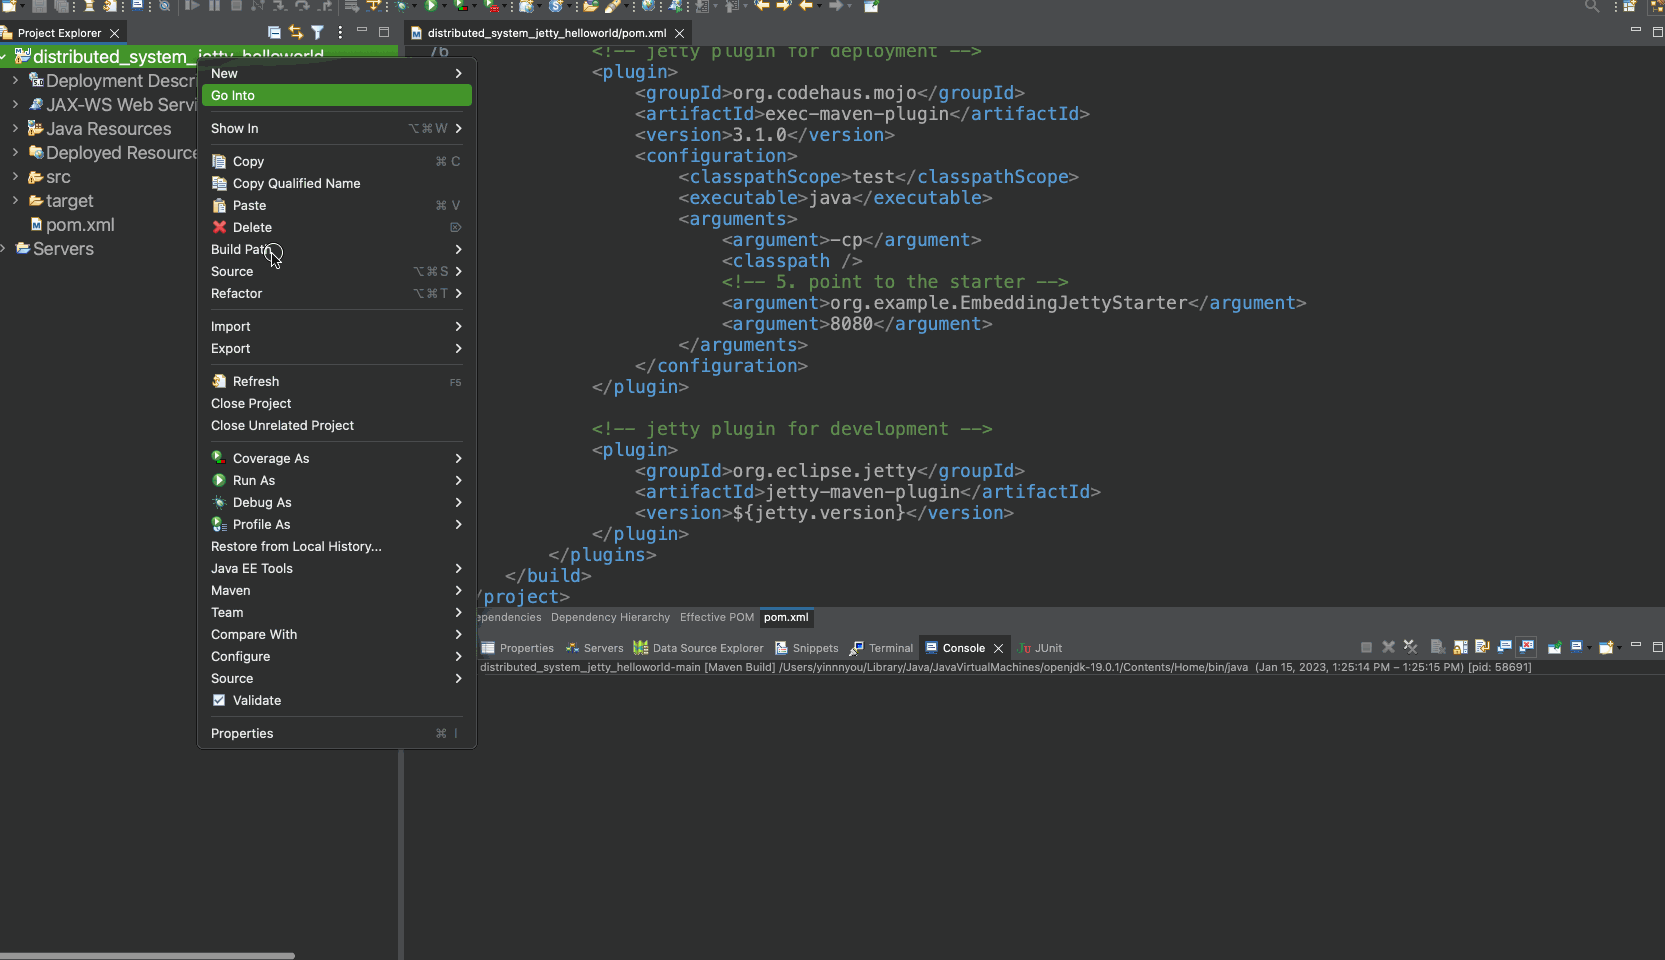 Project Explorer
distributed_system_jetty_helloworld/pom.xml
distributed_system_jetty_helloworld
Deployment Descr
JAX-WS Web Servi
Java Resources
Deployed Resource
src
target
pom.xml
Servers
New
Go Into
Show In ⌥⌘W
Copy ⌘C
Copy Qualified Name
Paste ⌘V
Delete ⌦
Build Path
Source ⌥⌘S
Refactor ⌥⌘T
Import
Export
Refresh F5
Close Project
Close Unrelated Project
Coverage As
Run As
Debug As
Profile As
Restore from Local History...
Java EE Tools
Maven
Team
Compare With
Configure
Source
Validate
Properties ⌘I
76 <!-- jetty plugin for deployment -->
<plugin>
<groupId>org.codehaus.mojo</groupId>
<artifactId>exec-maven-plugin</artifactId>
<version>3.1.0</version>
<configuration>
<classpathScope>test</classpathScope>
<executable>java</executable>
<arguments>
<argument>-cp</argument>
<classpath />
<!-- 5. point to the starter -->
<argument>org.example.EmbeddingJettyStarter</argument>
<argument>8080</argument>
</arguments>
</configuration>
</plugin>
<!-- jetty plugin for development -->
<plugin>
<groupId>org.eclipse.jetty</groupId>
<artifactId>jetty-maven-plugin</artifactId>
<version>${jetty.version}</version>
</plugin>
</plugins>
</build>
/project>
ependencies Dependency Hierarchy Effective POM pom.xml
Properties Servers Data Source Explorer Snippets Terminal Console JUnit
distributed_system_jetty_helloworld-main [Maven Build] /Users/yinnnyou/Library/Java/JavaVirtualMachines/openjdk-19.0.1/Contents/Home/bin/java (Jan 15, 2023, 1:25:14 PM – 1:25:15 PM) [pid: 58691]